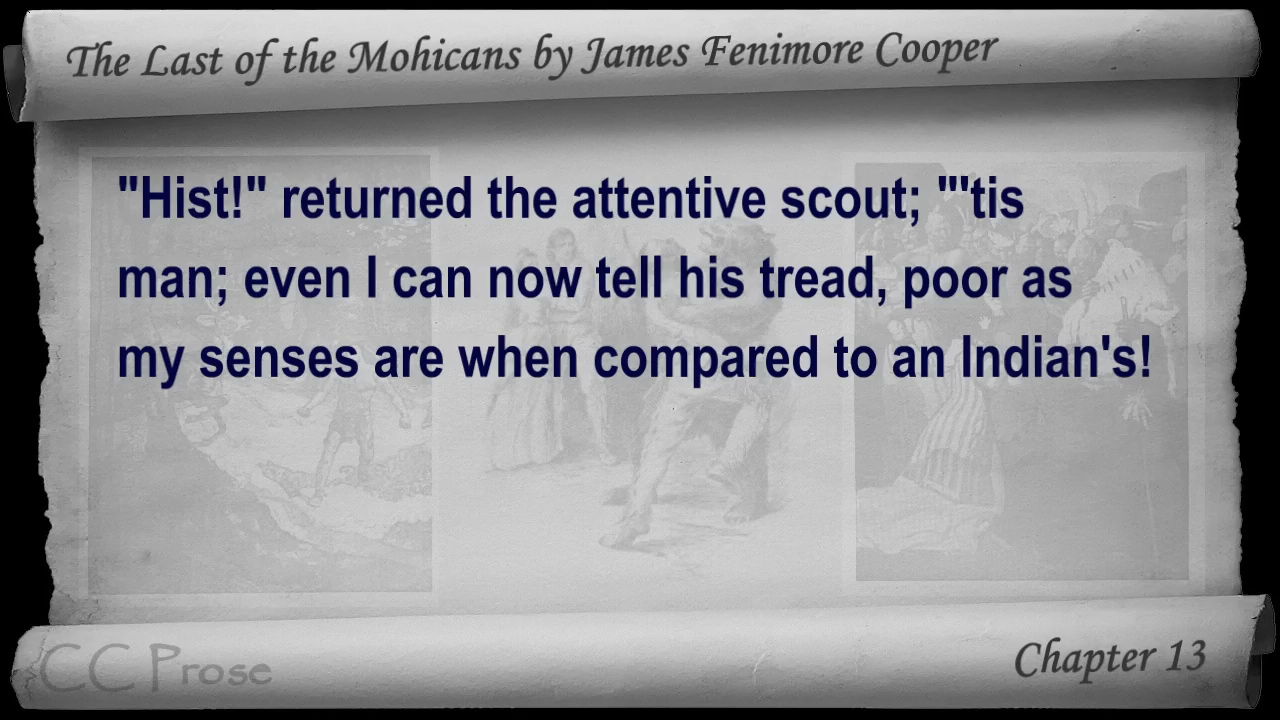 The Last of the Mohicans by James Fenimore Cooper
"Hist!" returned the attentive scout; "'tis
man; even I can now tell his tread, poor as
my senses are when compared to an Indian's!
CC Prose
Chapter 13